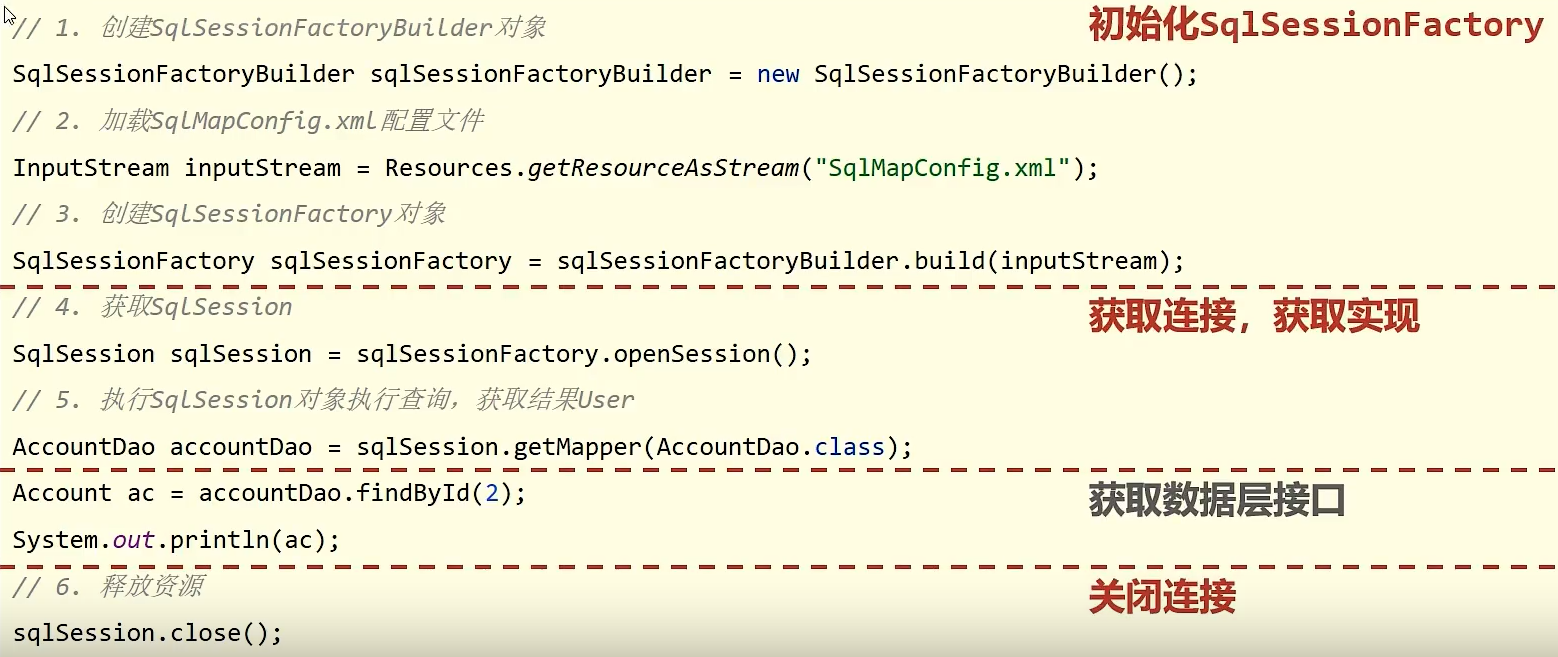 // 1. 创建SqlSessionFactoryBuilder对象
初始化SqlSessionFactory
SqlSessionFactoryBuilder sqlSessionFactoryBuilder = new SqlSessionFactoryBuilder();
// 2. 加载SqlMapConfig.xml配置文件
InputStream inputStream = Resources.getResourceAsStream("SqlMapConfig.xml");
// 3. 创建SqlSessionFactory对象
SqlSessionFactory sqlSessionFactory = sqlSessionFactoryBuilder.build(inputStream);
// 4. 获取SqlSession
获取连接，获取实现
SqlSession sqlSession = sqlSessionFactory.openSession();
// 5. 执行SqlSession对象执行查询，获取结果User
AccountDao accountDao = sqlSession.getMapper(AccountDao.class);
Account ac = accountDao.findById(2);
获取数据层接口
System.out.println(ac);
// 6. 释放资源
关闭连接
sqlSession.close();